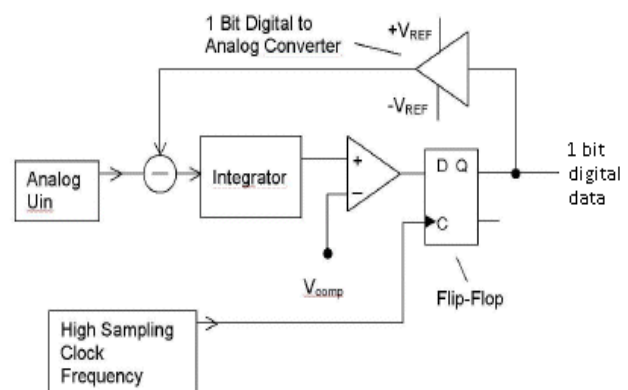 1 Bit Digital to
Analog Converter
+VREF
-VREF
Analog
Uin
−
Integrator
+
−
Vcomp
D Q
C
Flip-Flop
1 bit
digital
data
High Sampling
Clock
Frequency